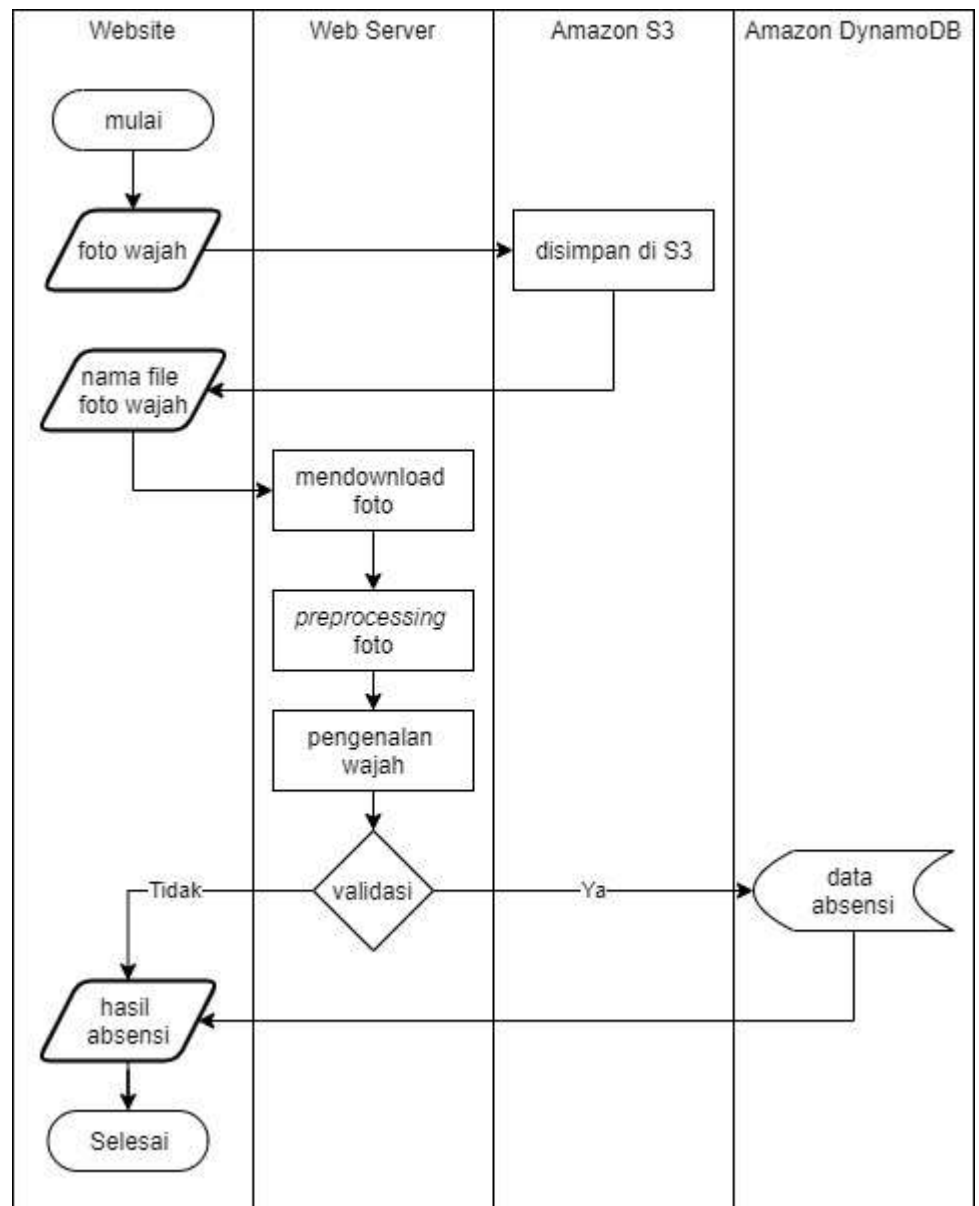 Website
Web Server
Amazon S3
Amazon DynamoDB
mulai
foto wajah
disimpan di S3
nama file
foto wajah
mendownload
foto
preprocessing
foto
pengenalan
wajah
validasi
Tidak
Ya
data
absensi
hasil
absensi
Selesai